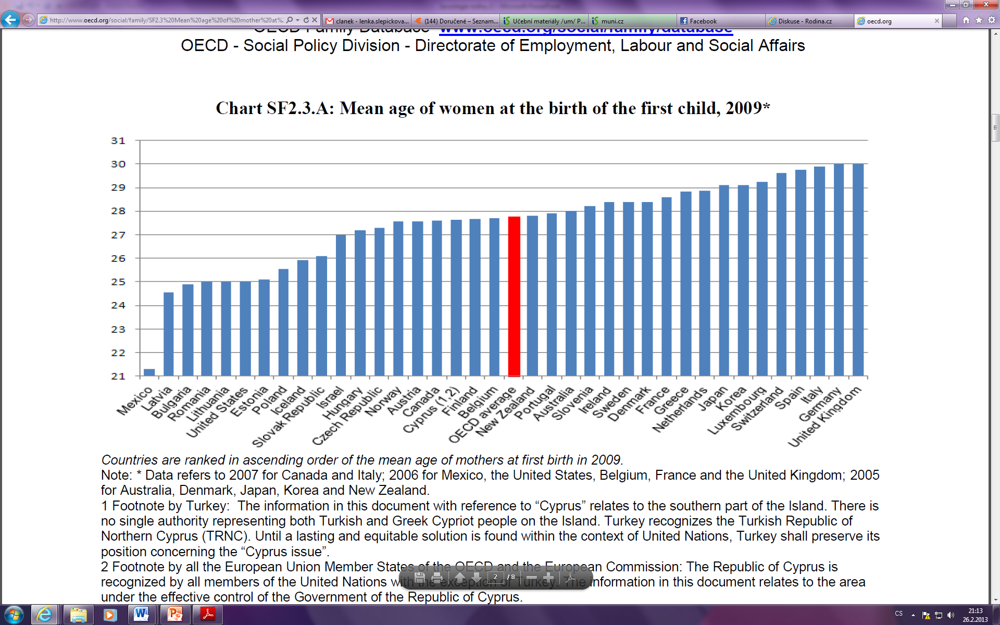 http://www.oecd.org/social/family/SF2.3%20Mean%20age%20of%20mother%20at%
clanek - lenka.slepickova...
(144) Doručené – Seznam...
Učební materiály /um/ P...
muni.cz
Facebook
Diskuse - Rodina.cz
oecd.org
OECD Family Database www.oecd.org/social/family/database
OECD - Social Policy Division - Directorate of Employment, Labour and Social Affairs
Chart SF2.3.A: Mean age of women at the birth of the first child, 2009*
31
30
29
28
27
26
25
24
23
22
21
Mexico
Latvia
Bulgaria
Romania
Lithuania
United States
Estonia
Poland
Iceland
Slovak Republic
Israel
Hungary
Czech Republic
Norway
Austria
Canada
Cyprus (1,2)
Finland
Belgium
OECD average
New Zealand
Portugal
Australia
Slovenia
Ireland
Sweden
Denmark
France
Greece
Netherlands
Japan
Korea
Luxembourg
Switzerland
Spain
Italy
Germany
United Kingdom
Countries are ranked in ascending order of the mean age of mothers at first birth in 2009.
Note: * Data refers to 2007 for Canada and Italy; 2006 for Mexico, the United States, Belgium, France and the United Kingdom; 2005
for Australia, Denmark, Japan, Korea and New Zealand.
1 Footnote by Turkey:  The information in this document with reference to “Cyprus” relates to the southern part of the Island. There is
no single authority representing both Turkish and Greek Cypriot people on the Island. Turkey recognizes the Turkish Republic of
Northern Cyprus (TRNC). Until a lasting and equitable solution is found within the context of United Nations, Turkey shall preserve its
position concerning the “Cyprus issue”.
2 Footnote by all the European Union Member States of the OECD and the European Commission: The Republic of Cyprus is
recognized by all members of the United Nations with the exception of Turkey. The information in this document relates to the area
under the effective control of the Government of the Republic of Cyprus.
2 / 8
CS
21:13
26.2.2013